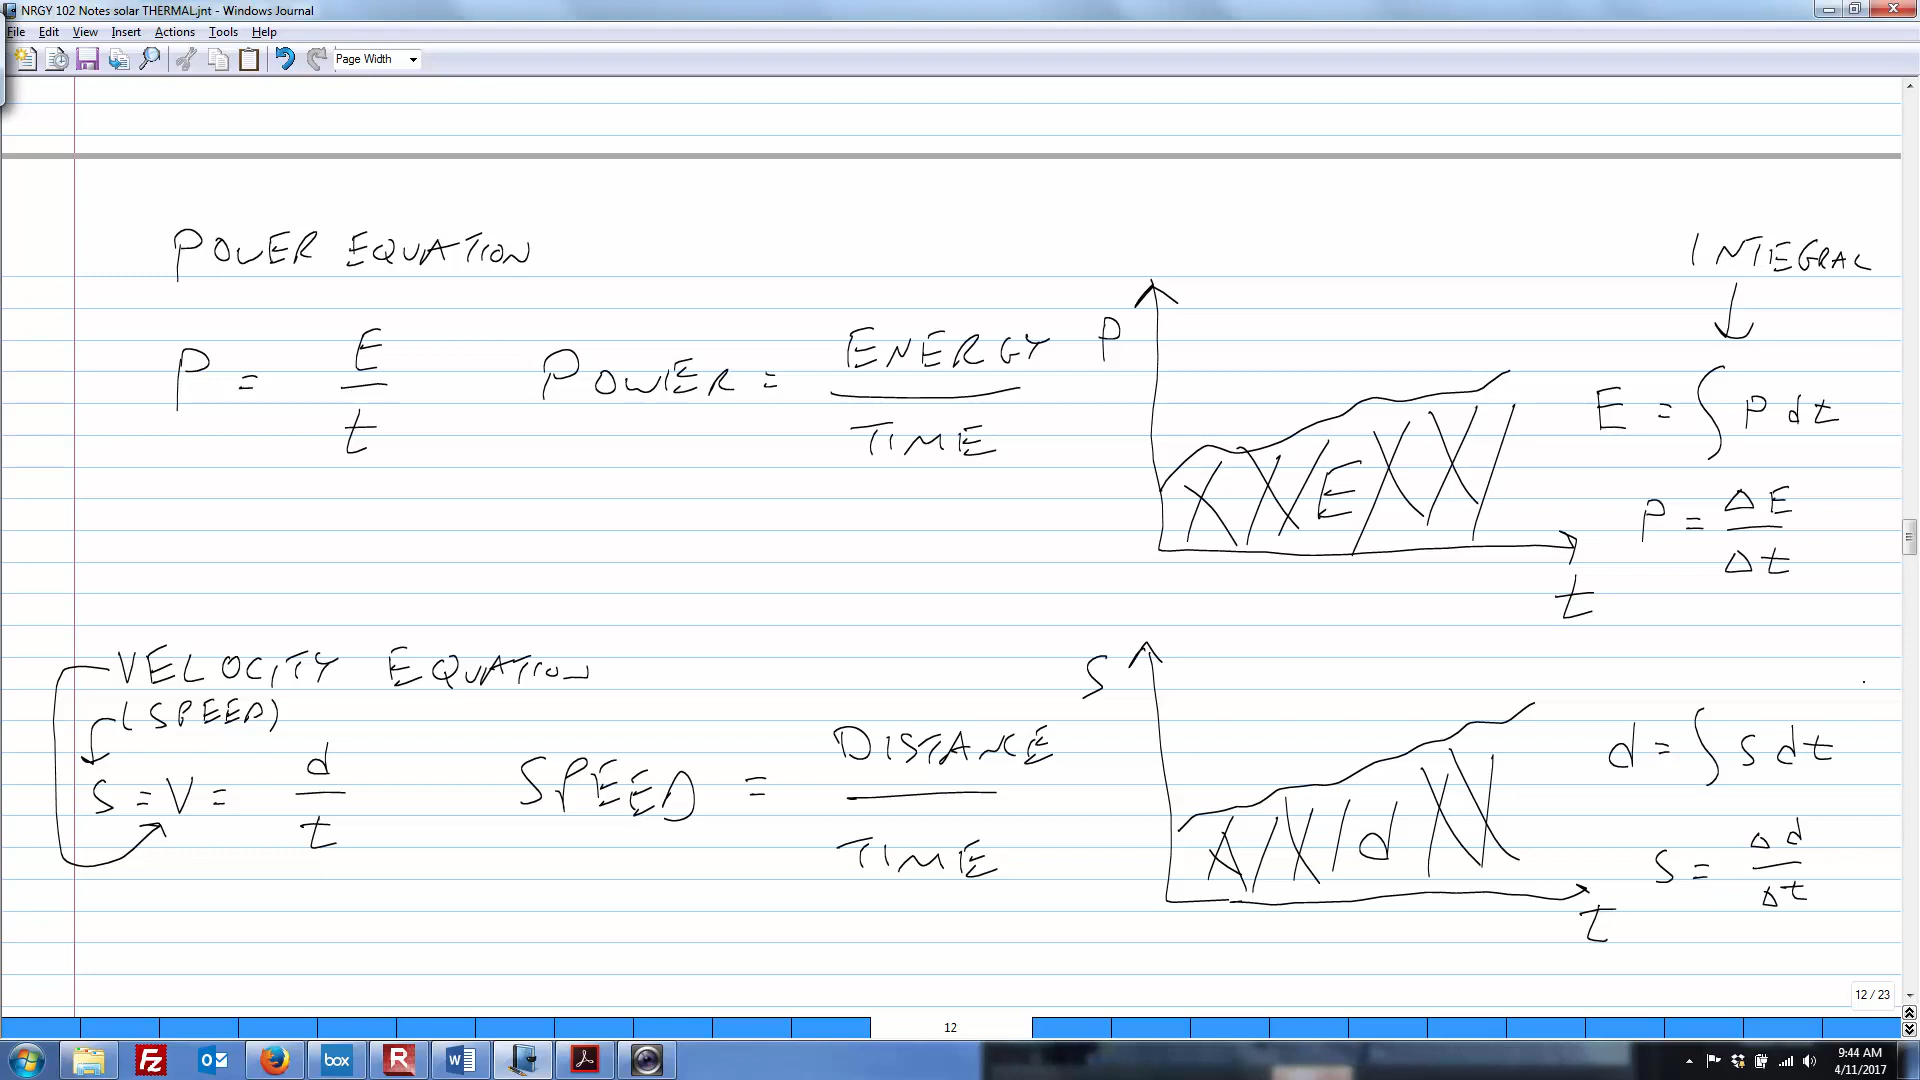 NRGY 102 Notes solar THERMAL.jnt - Windows Journal
File Edit View Insert Actions Tools Help
Page Width
POWER EQUATION
P = E / t
POWER = ENERGY / TIME
P
E
t
INTEGRAL
E = ∫ P dt
P = ΔE / Δt
VELOCITY EQUATION
(SPEED)
S = V = d / t
SPEED = DISTANCE / TIME
S
d
t
d = ∫ S dt
S = Δd / Δt
12 / 23
12
Fz
box
R
W
9:44 AM
4/11/2017